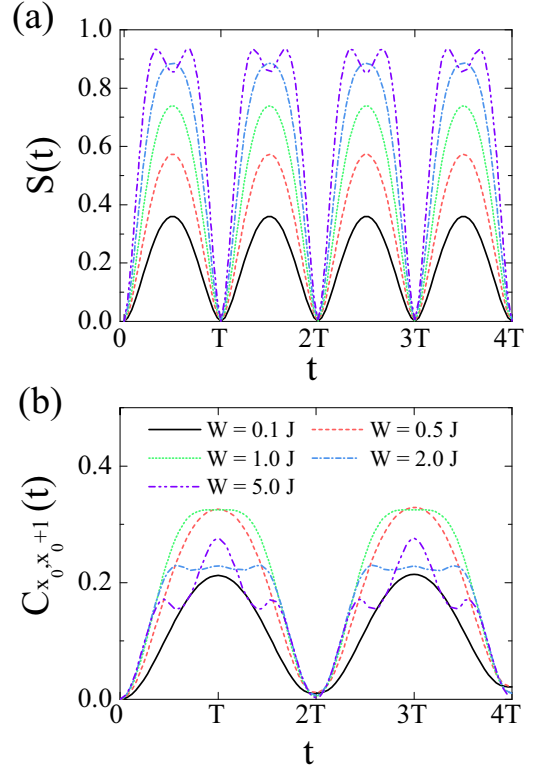 (a)
1.0
0.8
0.6
0.4
0.2
0.0
S(t)
0 T 2T 3T 4T
t
(b)
W = 0.1 J W = 0.5 J
W = 1.0 J W = 2.0 J
W = 5.0 J
0.4
0.2
0.0
C_{x_0,x_0+1}(t)
0 T 2T 3T 4T
t